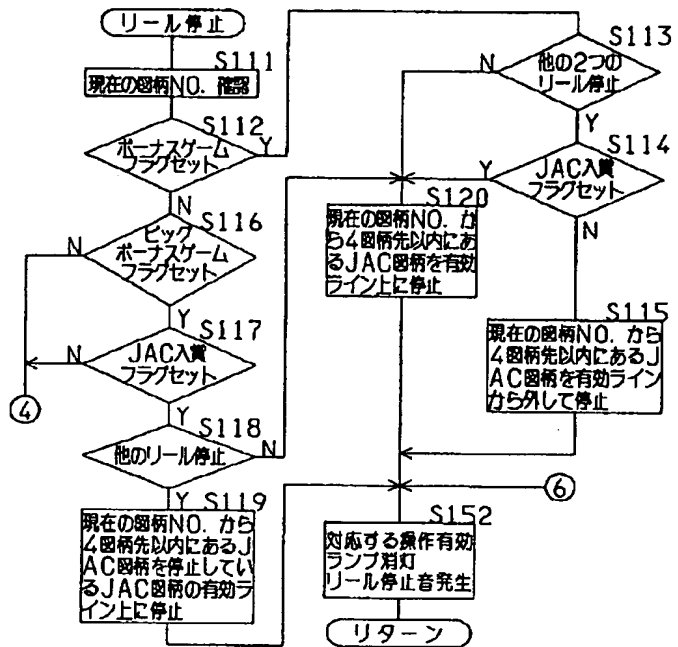 リール停止
S111
現在の図柄NO. 確認
S112
ボーナスゲーム
フラグセット
Y
N
S116
ビッグ
ボーナスゲーム
フラグセット
N
Y
S117
JAC入賞
フラグセット
N
Y
④
S118
他のリール停止
N
Y
S119
現在の図柄NO. から
4図柄先以内にあるJ
AC図柄を停止してい
るJAC図柄の有効ラ
イン上に停止
S113
他の2つの
リール停止
N
Y
S114
JAC入賞
フラグセット
Y
N
S120
現在の図柄NO. か
ら4図柄先以内にあ
るJAC図柄を有効
ライン上に停止
S115
現在の図柄NO. から
4図柄先以内にあるJ
AC図柄を有効ライン
から外して停止
⑥
S152
対応する操作有効
ランプ消灯
リール停止音発生
リターン